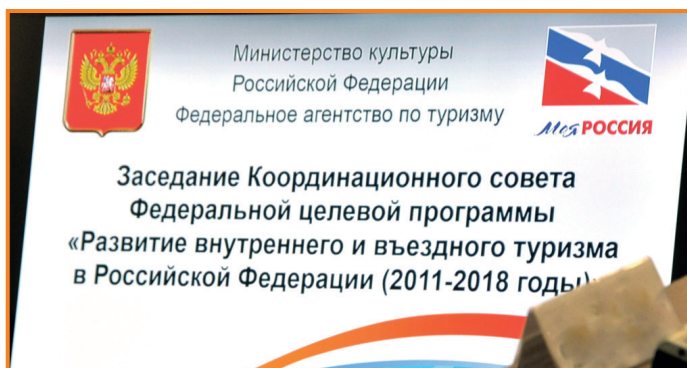 Министерство культуры
Российской Федерации
Федеральное агентство по туризму
Моя РОССИЯ
Заседание Координационного совета
Федеральной целевой программы
«Развитие внутреннего и въездного туризма
в Российской Федерации (2011-2018 годы)»